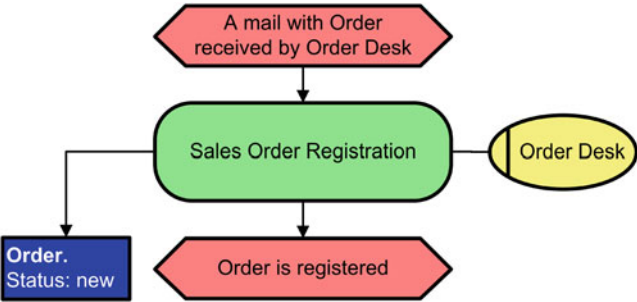 A mail with Order
received by Order Desk
Sales Order Registration
Order Desk
Order.
Status: new
Order is registered